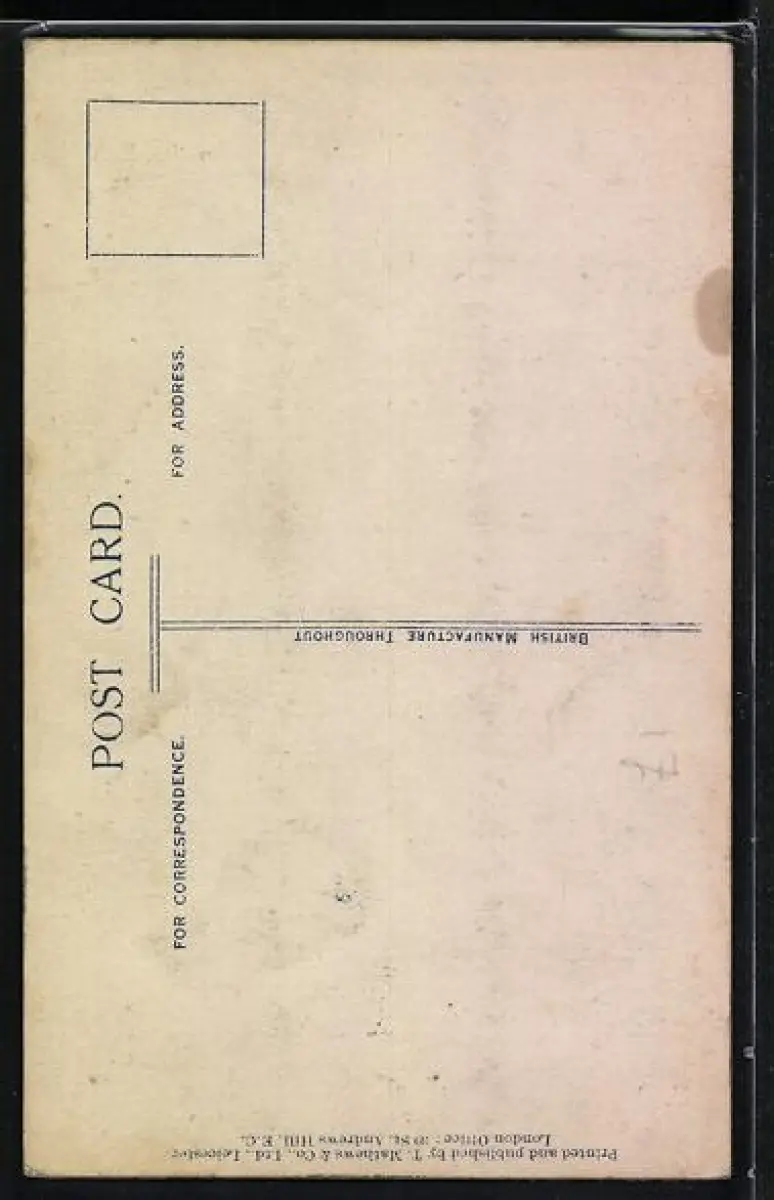 POST CARD.
FOR CORRESPONDENCE.
FOR ADDRESS.
BRITISH MANUFACTURE THROUGHOUT
17
Printed and published by T. Mathews & Co., Ltd., Leicester
London Office: St. Andrews Hill, E.C.